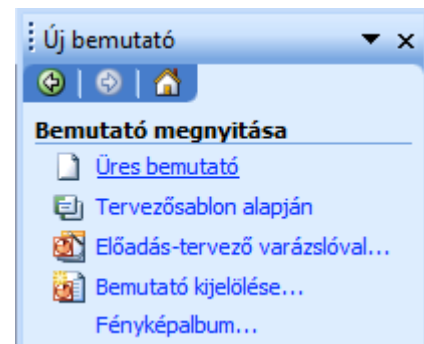 Új bemutató
Bemutató megnyitása
Üres bemutató
Tervezősablon alapján
Előadás-tervező varázslóval...
Bemutató kijelölése...
Fényképalbum...